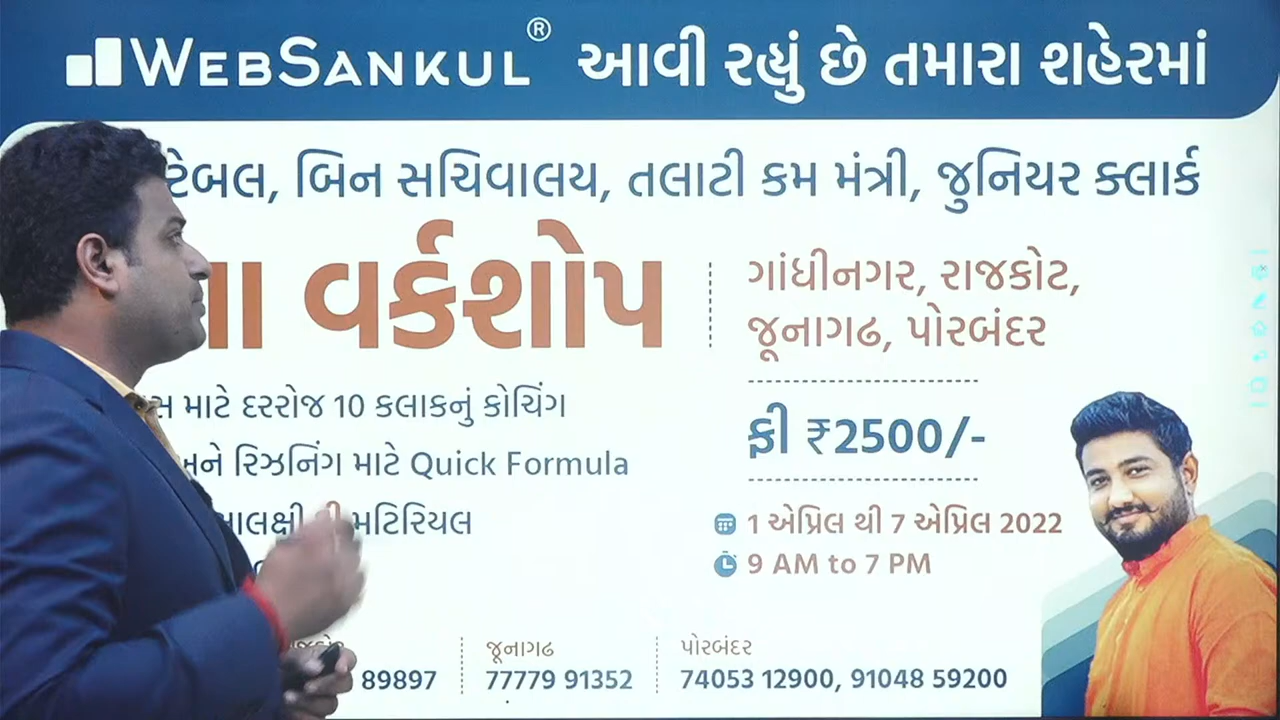 WEBSANKUL® આવી રહ્યું છે તમારા શહેરમાં
ટેબલ, બિન સચિવાલય, તલાટી કમ મંત્રી, જુનિયર ક્લાર્ક
વર્કશોપ
ગાંધીનગર, રાજકોટ,
જૂનાગઢ, પોરબંદર
માટે દરરોજ 10 કલાકનું કોચિંગ
અને રિઝનિંગ માટે Quick Formula
મટિરિયલ
ફી ₹2500/-
1 એપ્રિલ થી 7 એપ્રિલ 2022
9 AM to 7 PM
જૂનાગઢ
પોરબંદર
89897
77779 91352
74053 12900, 91048 59200